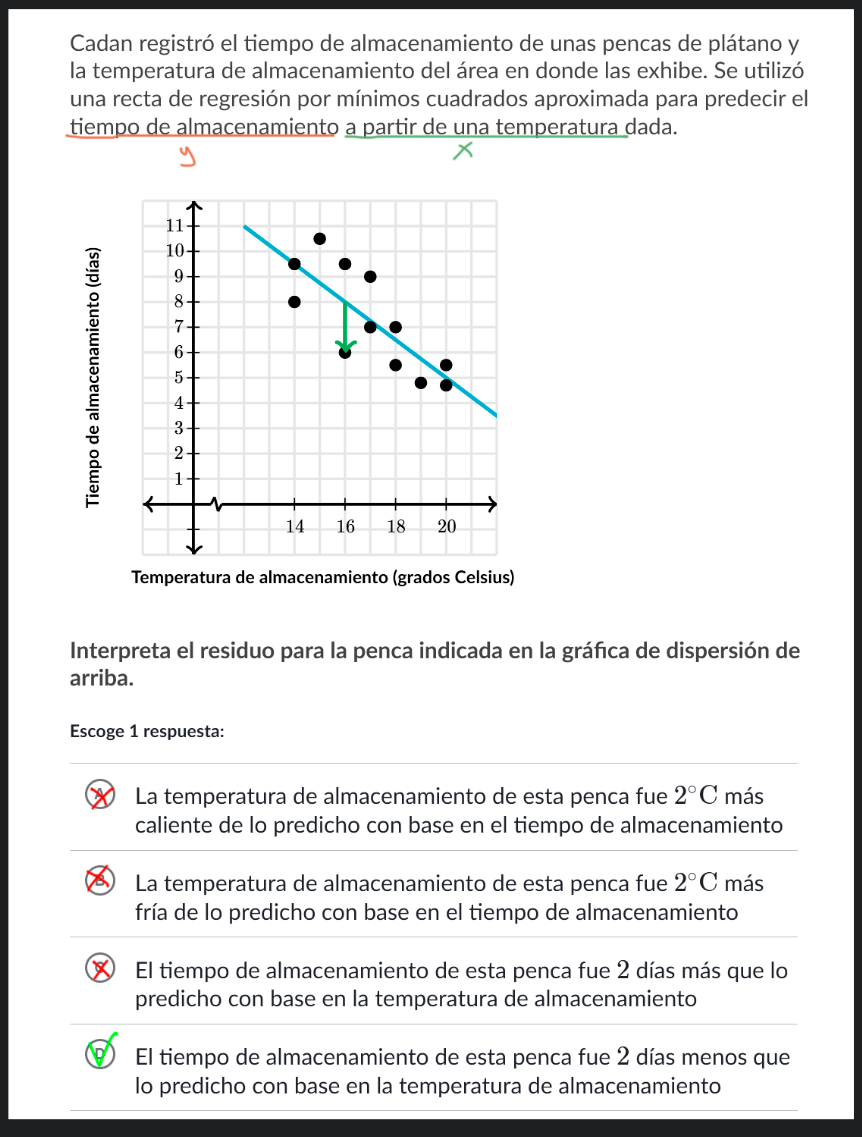 Cadan registró el tiempo de almacenamiento de unas pencas de plátano y
la temperatura de almacenamiento del área en donde las exhibe. Se utilizó
una recta de regresión por mínimos cuadrados aproximada para predecir el
tiempo de almacenamiento a partir de una temperatura dada.
y x
11
10
9
8
7
6
5
4
3
2
1
Tiempo de almacenamiento (días)
14 16 18 20
Temperatura de almacenamiento (grados Celsius)
Interpreta el residuo para la penca indicada en la gráfica de dispersión de
arriba.
Escoge 1 respuesta:
A La temperatura de almacenamiento de esta penca fue 2°C más
caliente de lo predicho con base en el tiempo de almacenamiento
B La temperatura de almacenamiento de esta penca fue 2°C más
fría de lo predicho con base en el tiempo de almacenamiento
C El tiempo de almacenamiento de esta penca fue 2 días más que lo
predicho con base en la temperatura de almacenamiento
D El tiempo de almacenamiento de esta penca fue 2 días menos que
lo predicho con base en la temperatura de almacenamiento